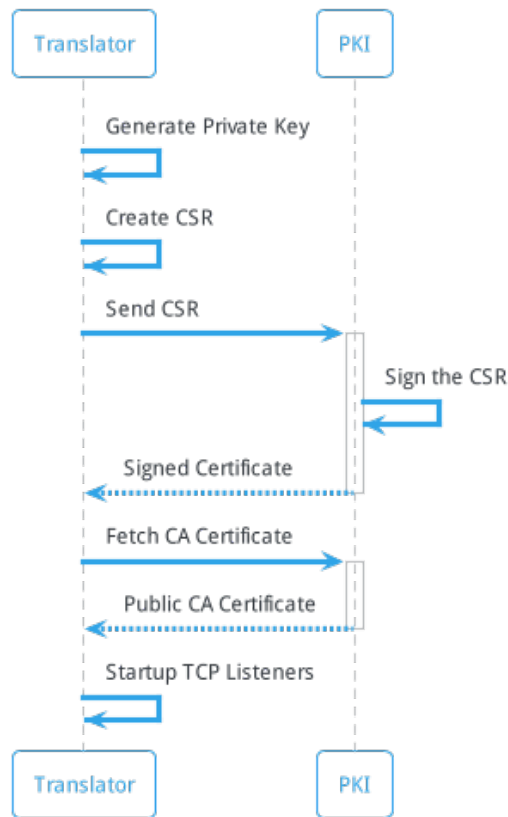 Translator PKI
Generate Private Key
Create CSR
Send CSR
Sign the CSR
Signed Certificate
Fetch CA Certificate
Public CA Certificate
Startup TCP Listeners
Translator PKI